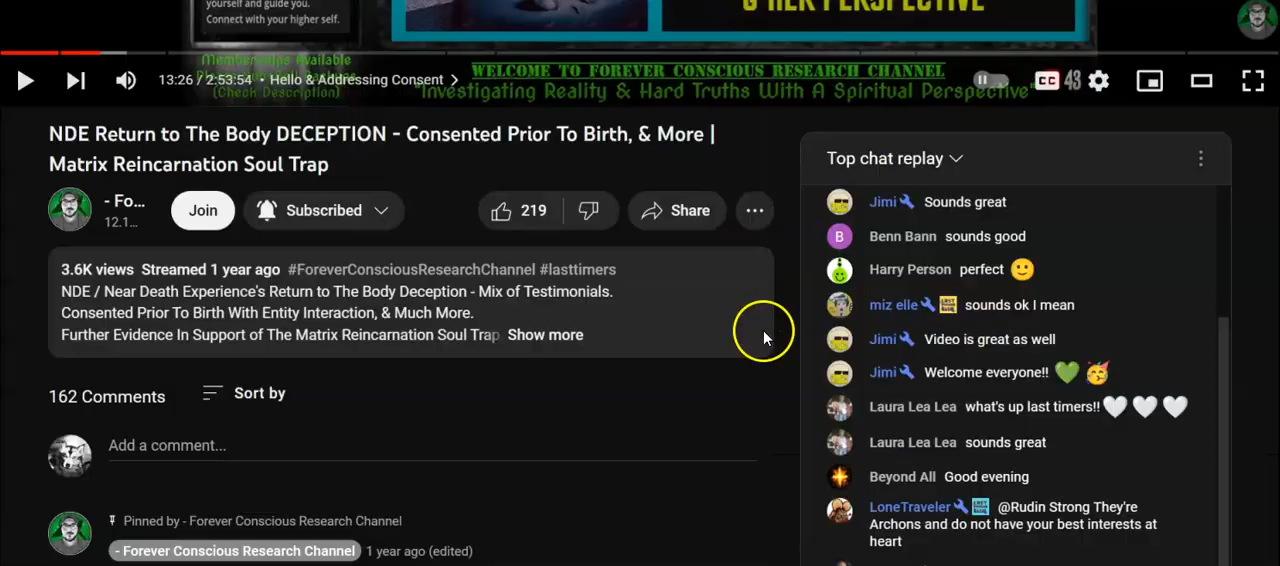 yourself and guide you.
Connect with your higher self.
& HER PERSPECTIVE
Memberships Available
(Check Description)
13:26 / 2:53:54 • Hello & Addressing Consent
WELCOME TO FOREVER CONSCIOUS RESEARCH CHANNEL
"Investigating Reality & Hard Truths With A Spiritual Perspective"
CC
43
NDE Return to The Body DECEPTION - Consented Prior To Birth, & More |
Matrix Reincarnation Soul Trap
- Fo...
12.1...
Join
Subscribed
219
Share
3.6K views Streamed 1 year ago #ForeverConsciousResearchChannel #lasttimers
NDE / Near Death Experience's Return to The Body Deception - Mix of Testimonials.
Consented Prior To Birth With Entity Interaction, & Much More.
Further Evidence In Support of The Matrix Reincarnation Soul Trap Show more
162 Comments
Sort by
Add a comment...
Pinned by - Forever Conscious Research Channel
- Forever Conscious Research Channel 1 year ago (edited)
Top chat replay
Jimi Sounds great
B Benn Bann sounds good
Harry Person perfect 🙂
miz elle sounds ok I mean
Jimi Video is great as well
Jimi Welcome everyone!! 💚 🥳
Laura Lea Lea what's up last timers!! 🤍 🤍 🤍
Laura Lea Lea sounds great
Beyond All Good evening
LoneTraveler @Rudin Strong They're
Archons and do not have your best interests at
heart